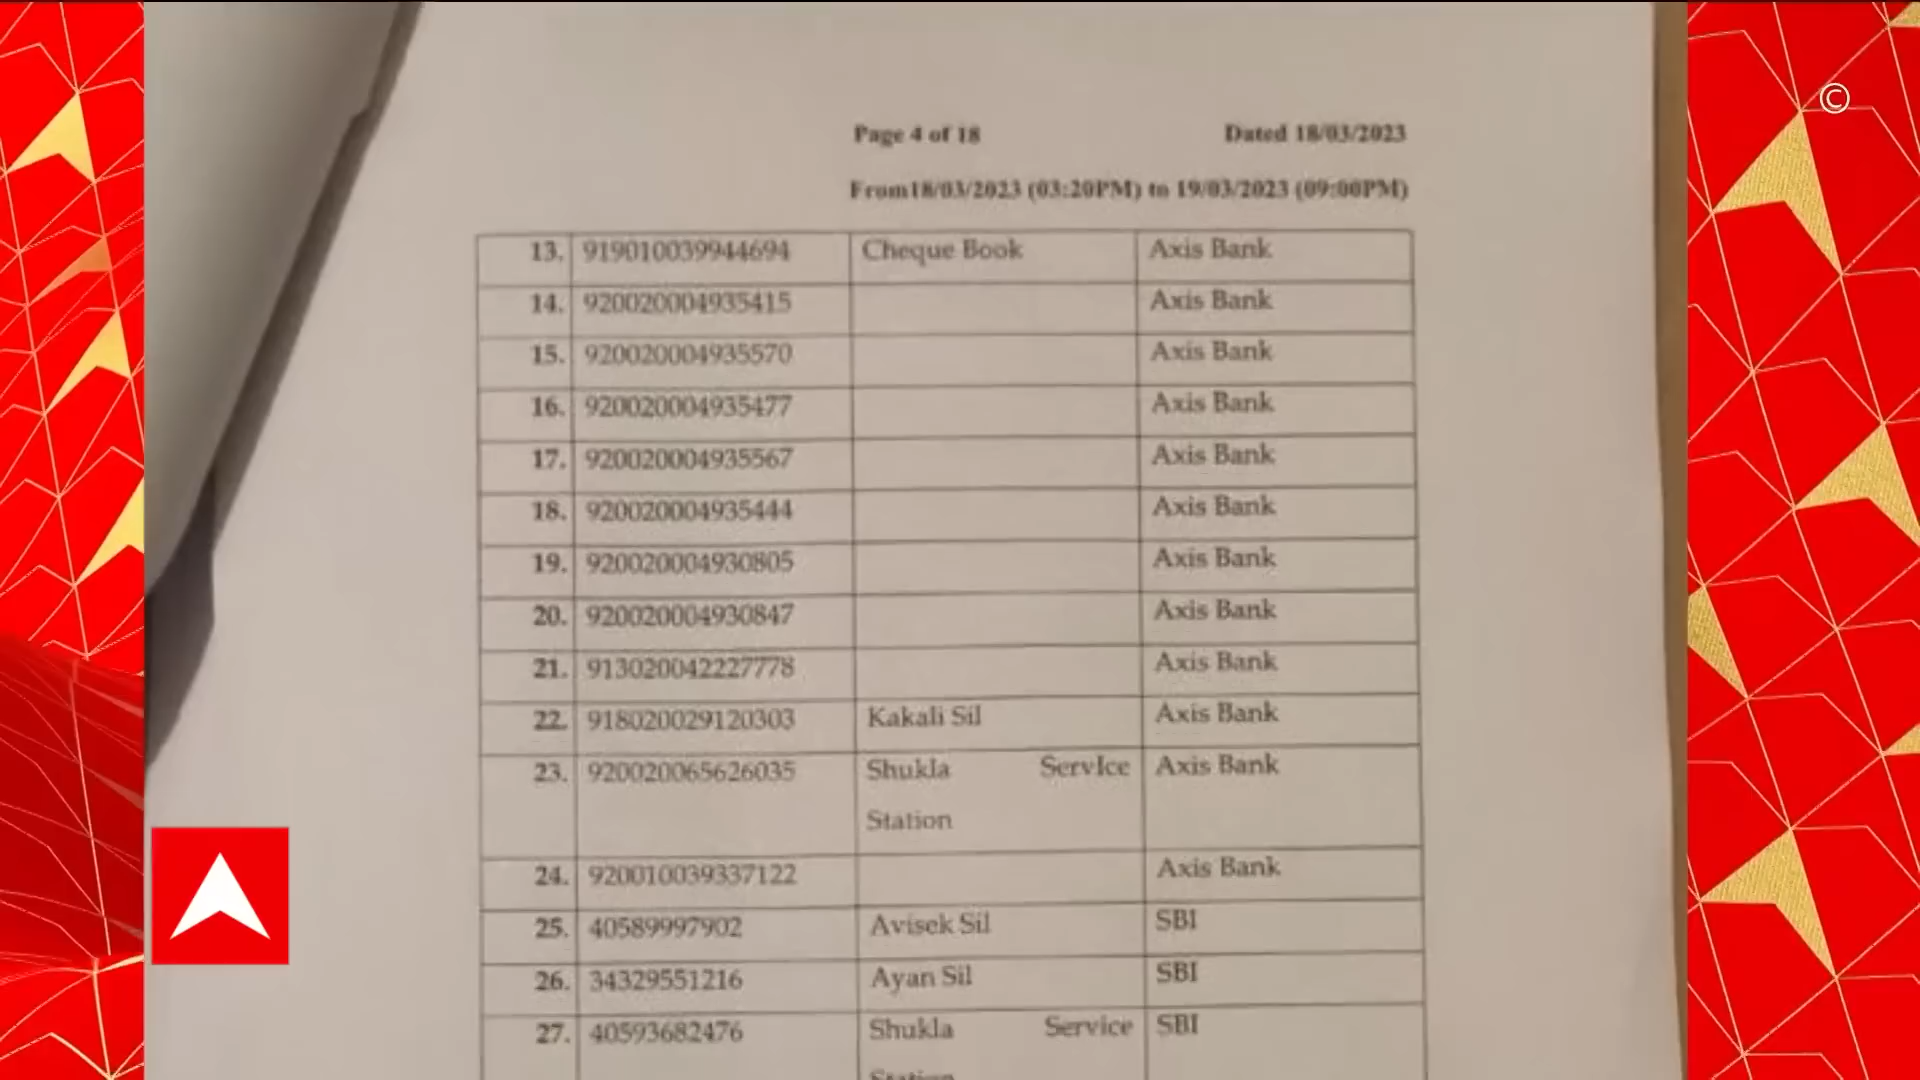 ©
Page 4 of 18 Dated 18/03/2023
From18/03/2023 (03:20PM) to 19/03/2023 (09:00PM)
13. 919010039944694 Cheque Book Axis Bank
14. 920020004935415 Axis Bank
15. 920020004935570 Axis Bank
16. 920020004935477 Axis Bank
17. 920020004935567 Axis Bank
18. 920020004935444 Axis Bank
19. 920020004930805 Axis Bank
20. 920020004930847 Axis Bank
21. 913020042227778 Axis Bank
22. 918020029120303 Kakali Sil Axis Bank
23. 920020065626035 Shukla ServIce Axis Bank
Station
24. 920010039337122 Axis Bank
25. 40589997902 Avisek Sil SBI
26. 34329551216 Ayan Sil SBI
27. 40593682476 Shukla Service SBI
Station